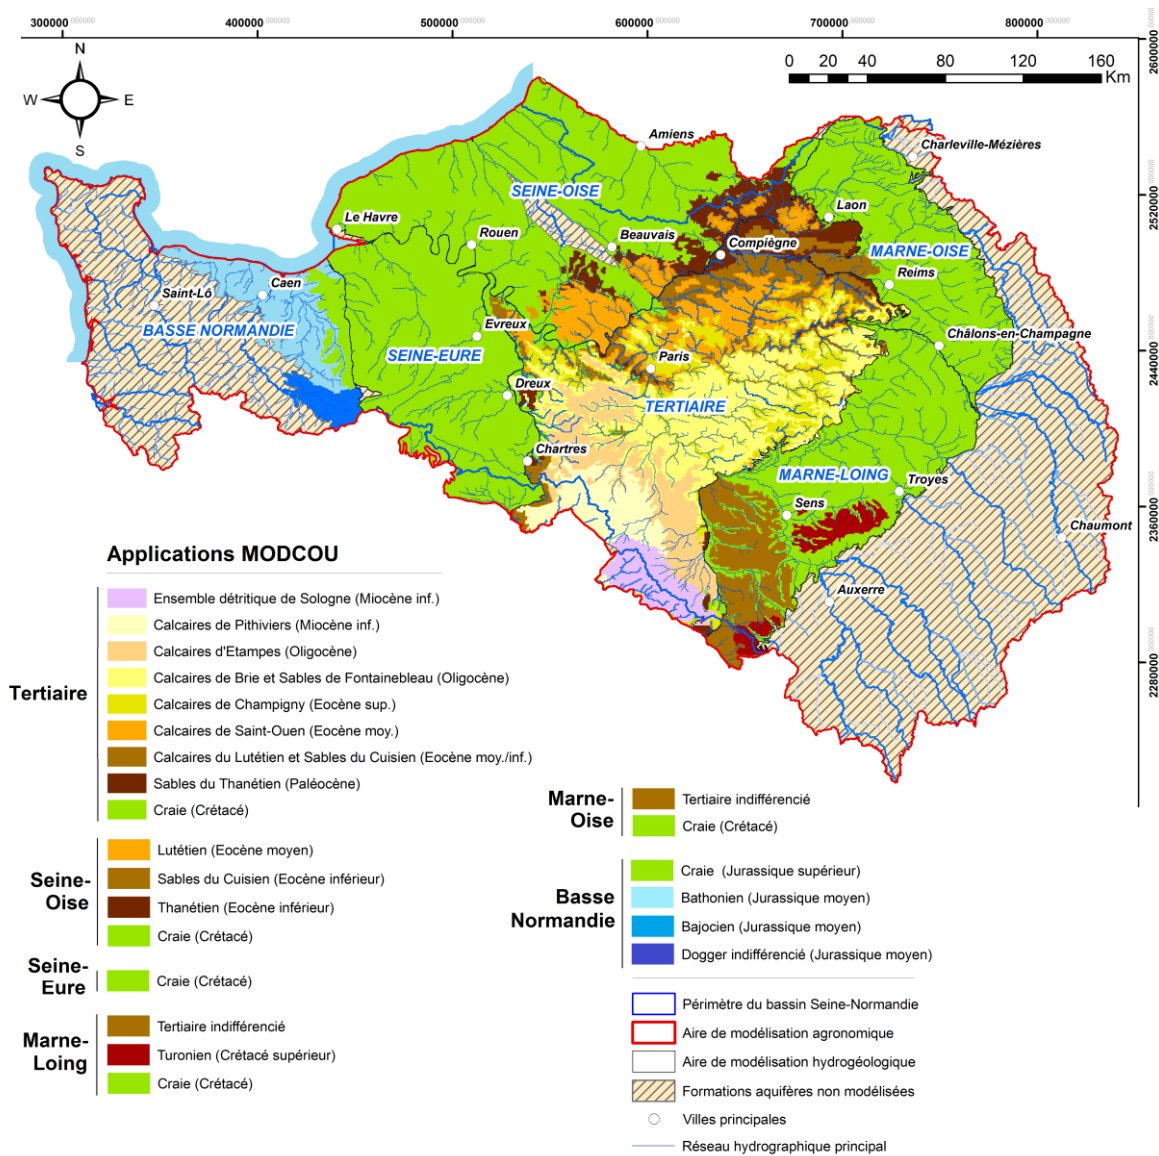 300000,000000 400000,000000 500000,000000 600000,000000 700000,000000 800000,000000
2600000
2520000
2440000
2360000
2280000
N
W E
S
0 20 40 80 120 160
Km
Amiens
Charleville-Mézières
SEINE-OISE
Laon
Le Havre
Rouen
Beauvais
Compiègne
MARNE-OISE
Reims
Saint-Lô
Caen
BASSE NORMANDIE
Evreux
SEINE-EURE
Châlons-en-Champagne
Paris
Dreux
TERTIAIRE
Chartres
MARNE-LOING
Troyes
Sens
Chaumont
Auxerre
Applications MODCOU
Tertiaire
Ensemble détritique de Sologne (Miocène inf.)
Calcaires de Pithiviers (Miocène inf.)
Calcaires d'Etampes (Oligocène)
Calcaires de Brie et Sables de Fontainebleau (Oligocène)
Calcaires de Champigny (Eocène sup.)
Calcaires de Saint-Ouen (Eocène moy.)
Calcaires du Lutétien et Sables du Cuisien (Eocène moy./inf.)
Sables du Thanétien (Paléocène)
Craie (Crétacé)
Seine-
Oise
Lutétien (Eocène moyen)
Sables du Cuisien (Eocène inférieur)
Thanétien (Eocène inférieur)
Craie (Crétacé)
Seine-
Eure
Craie (Crétacé)
Marne-
Loing
Tertiaire indifférencié
Turonien (Crétacé supérieur)
Craie (Crétacé)
Marne-
Oise
Tertiaire indifférencié
Craie (Crétacé)
Basse
Normandie
Craie (Jurassique supérieur)
Bathonien (Jurassique moyen)
Bajocien (Jurassique moyen)
Dogger indifférencié (Jurassique moyen)
Périmètre du bassin Seine-Normandie
Aire de modélisation agronomique
Aire de modélisation hydrogéologique
Formations aquifères non modélisées
Villes principales
Réseau hydrographique principal